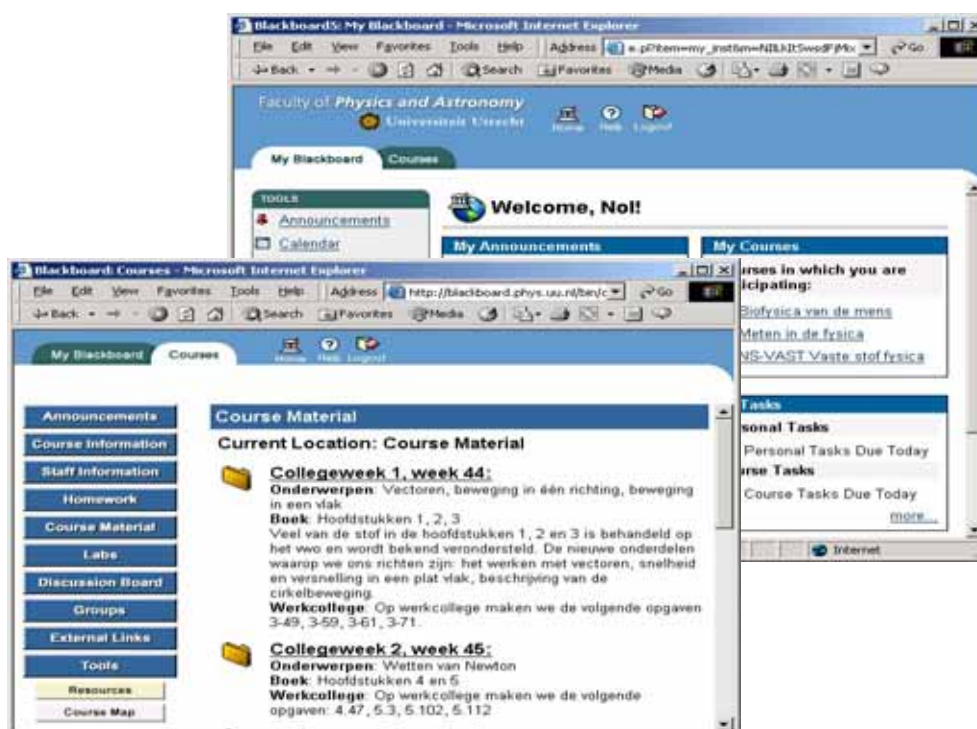 Blackboard5: My Blackboard - Microsoft Internet Explorer
File Edit View Favorites Tools Help Address
Back Search Favorites Media
Go
Faculty of Physics and Astronomy
Universiteit Utrecht
Home Help Logout
My Blackboard Courses
TOOLS
Announcements
Calendar
Welcome, Nol!
My Announcements
My Courses
urses in which you are
icipating:
Biofysica van de mens
Meten in de fysica
NS-VAST Vaste stof fysica
Tasks
sonal Tasks
Personal Tasks Due Today
urse Tasks
Course Tasks Due Today
more...
Internet
Blackboard: Courses - Microsoft Internet Explorer
File Edit View Favorites Tools Help Address http://blackboard.phys.uu.nl/bin/c Go
Back Search Favorites Media
My Blackboard Courses
Home Help Logout
Announcements
Course Information
Staff Information
Homework
Course Material
Labs
Discussion Board
Groups
External Links
Tools
Resources
Course Map
Course Material
Current Location: Course Material
Collegeweek 1, week 44:
Onderwerpen: Vectoren, beweging in één richting, beweging
in een vlak
Boek: Hoofdstukken 1, 2, 3
Veel van de stof in de hoofdstukken 1, 2 en 3 is behandeld op
het vwo en wordt bekend verondersteld. De nieuwe onderdelen
waarop we ons richten zijn: het werken met vectoren, snelheid
en versnelling in een plat vlak, beschrijving van de
cirkelbeweging.
Werkcollege: Op werkcollege maken we de volgende opgaven
3-49, 3-59, 3-61, 3-71.
Collegeweek 2, week 45:
Onderwerpen: Wetten van Newton
Boek: Hoofdstukken 4 en 5
Werkcollege: Op werkcollege maken we de volgende
opgaven: 4.47, 5.3, 5.102, 5.112